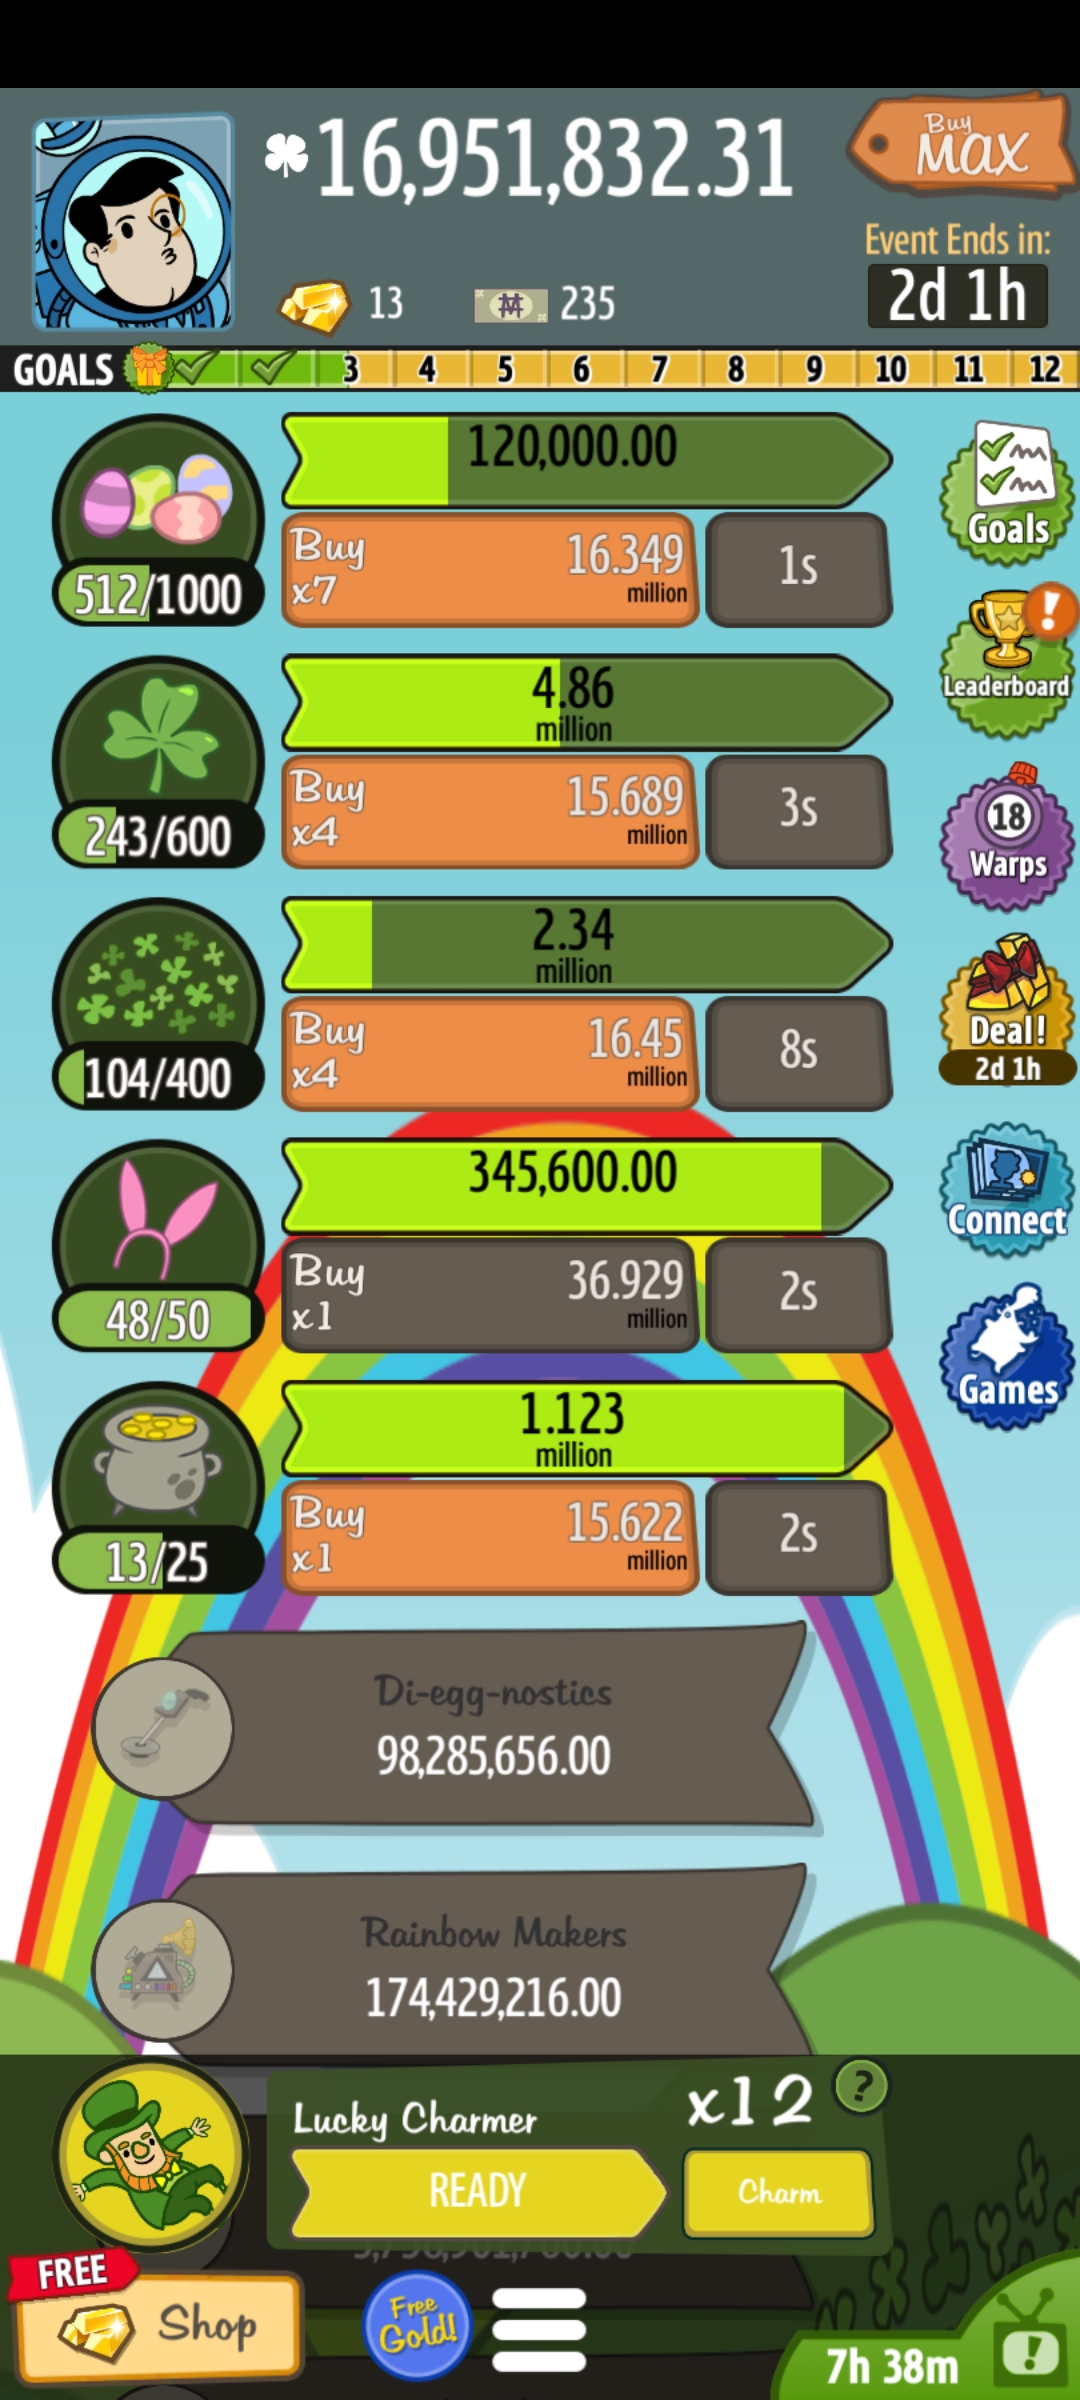 16,951,832.31
Buy
MAX
Event Ends in:
2d 1h
13
235
GOALS 3 4 5 6 7 8 9 10 11 12
120,000.00
Buy
x7
16.349
million
1s
512/1000
Goals
4.86
million
Buy
x4
15.689
million
3s
243/600
Leaderboard
18
Warps
2.34
million
Buy
x4
16.45
million
8s
104/400
Deal!
2d 1h
345,600.00
Buy
x1
36.929
million
2s
48/50
Connect
1.123
million
Buy
x1
15.622
million
2s
13/25
Games
Di-egg-nostics
98,285,656.00
Rainbow Makers
174,429,216.00
Lucky Charmer
x12
?
READY
Charm
FREE
Shop
Free
Gold!
7h 38m